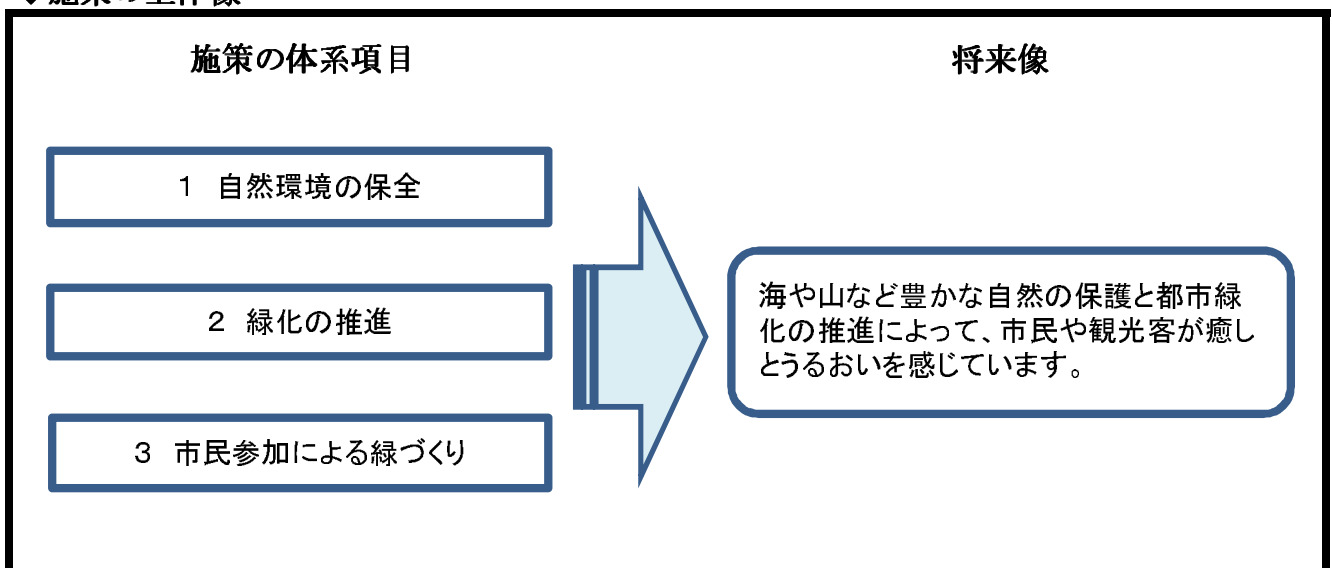 施策の体系項目
将来像
1 自然環境の保全
2 緑化の推進
3 市民参加による緑づくり
海や山など豊かな自然の保護と都市緑
化の推進によって、市民や観光客が癒し
とうるおいを感じています。